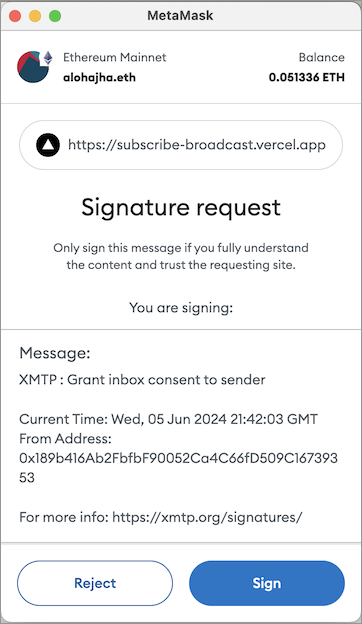 MetaMask
Ethereum Mainnet
Balance
alohajha.eth
0.051336 ETH
https://subscribe-broadcast.vercel.app
Signature request
Only sign this message if you fully understand
the content and trust the requesting site.
You are signing:
Message:
XMTP : Grant inbox consent to sender
Current Time: Wed, 05 Jun 2024 21:42:03 GMT
From Address:
0x189b416Ab2FbfbF90052Ca4C66fD509C167393
53
For more info: https://xmtp.org/signatures/
Reject
Sign